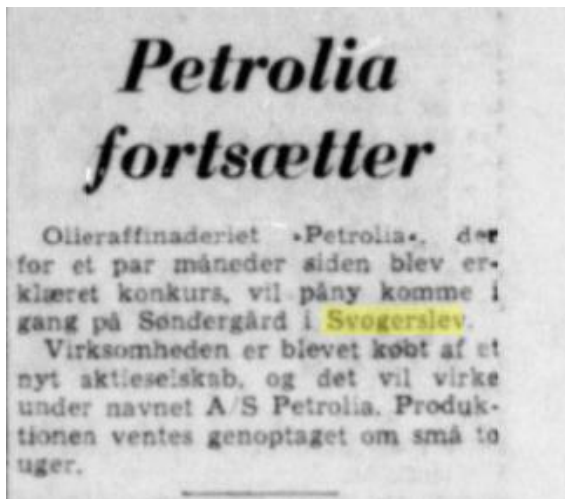 Petrolia
fortsætter
Olieraffinaderiet »Petrolia«, der
for et par måneder siden blev er-
klæret konkurs, vil påny komme i
gang på Søndergård i Svogerslev.
Virksomheden er blevet købt af et
nyt aktieselskab, og det vil virke
under navnet A/S Petrolia. Produk-
tionen ventes genoptaget om små to
uger.